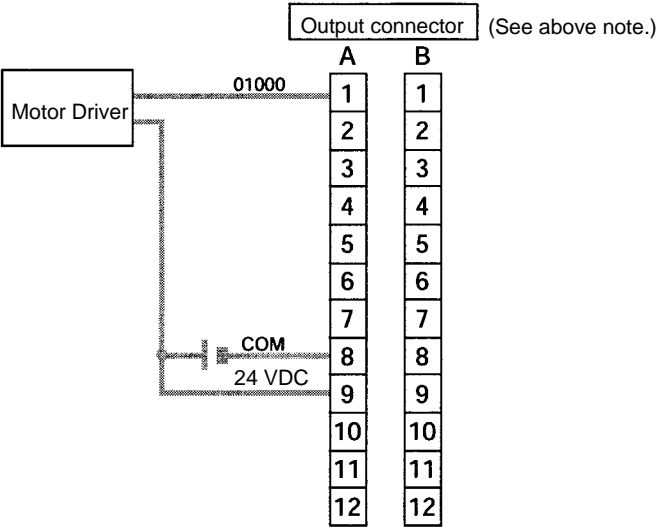 Output connector (See above note.)
A B
01000
Motor Driver
1 1
2 2
3 3
4 4
5 5
6 6
7 7
COM
8 8
24 VDC
9 9
10 10
11 11
12 12